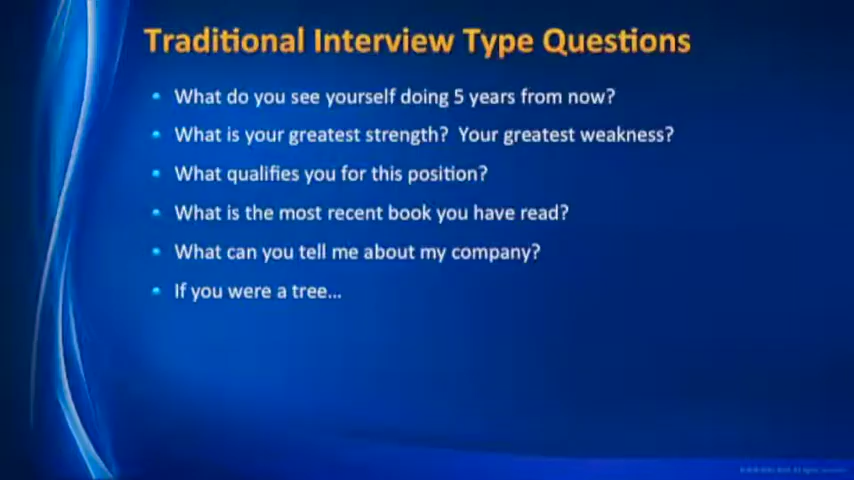 Traditional Interview Type Questions
• What do you see yourself doing 5 years from now?
• What is your greatest strength?  Your greatest weakness?
• What qualifies you for this position?
• What is the most recent book you have read?
• What can you tell me about my company?
• If you were a tree...